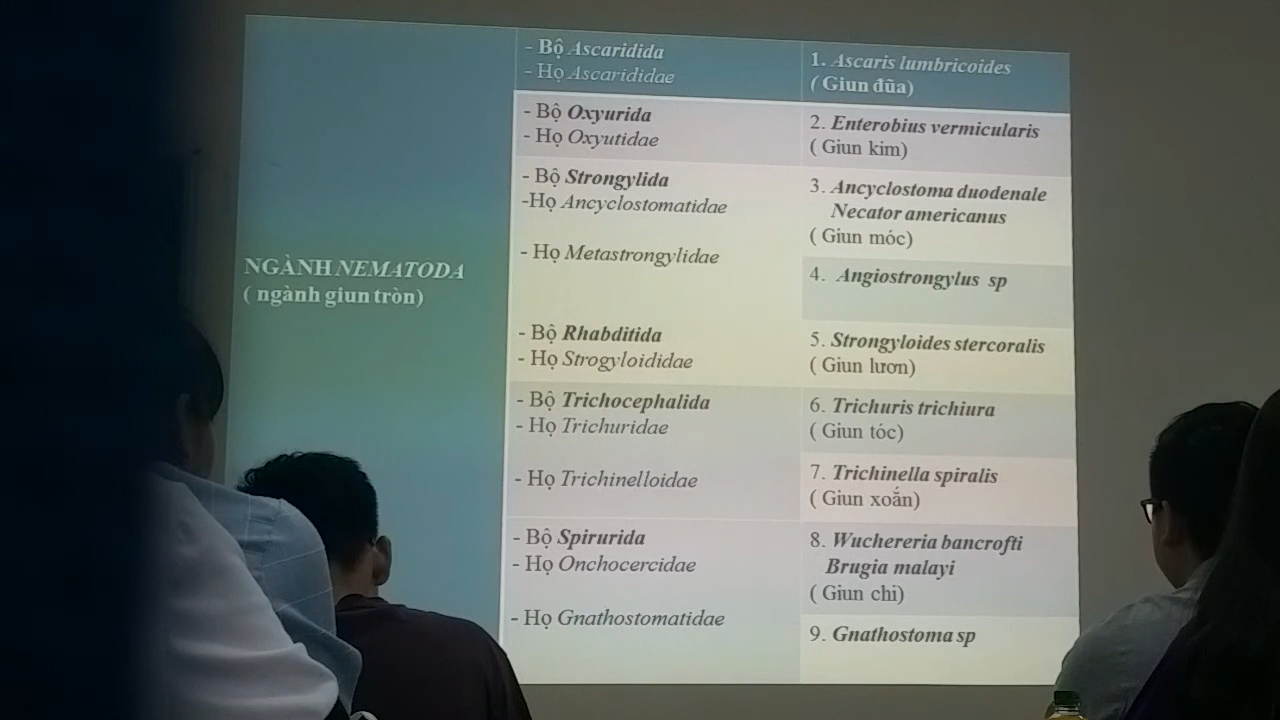 NGÀNH NEMATODA
( ngành giun tròn)
- Bộ Ascaridida
- Họ Ascarididae
1. Ascaris lumbricoides
( Giun đũa)
- Bộ Oxyurida
- Họ Oxyutidae
2. Enterobius vermicularis
( Giun kim)
- Bộ Strongylida
-Họ Ancyclostomatidae
3. Ancyclostoma duodenale
Necator americanus
( Giun móc)
- Họ Metastrongylidae
4. Angiostrongylus sp
- Bộ Rhabditida
- Họ Strogyloididae
5. Strongyloides stercoralis
( Giun lươn)
- Bộ Trichocephalida
- Họ Trichuridae
6. Trichuris trichiura
( Giun tóc)
- Họ Trichinelloidae
7. Trichinella spiralis
( Giun xoắn)
- Bộ Spirurida
- Họ Onchocercidae
8. Wuchereria bancrofti
Brugia malayi
( Giun chỉ)
- Họ Gnathostomatidae
9. Gnathostoma sp